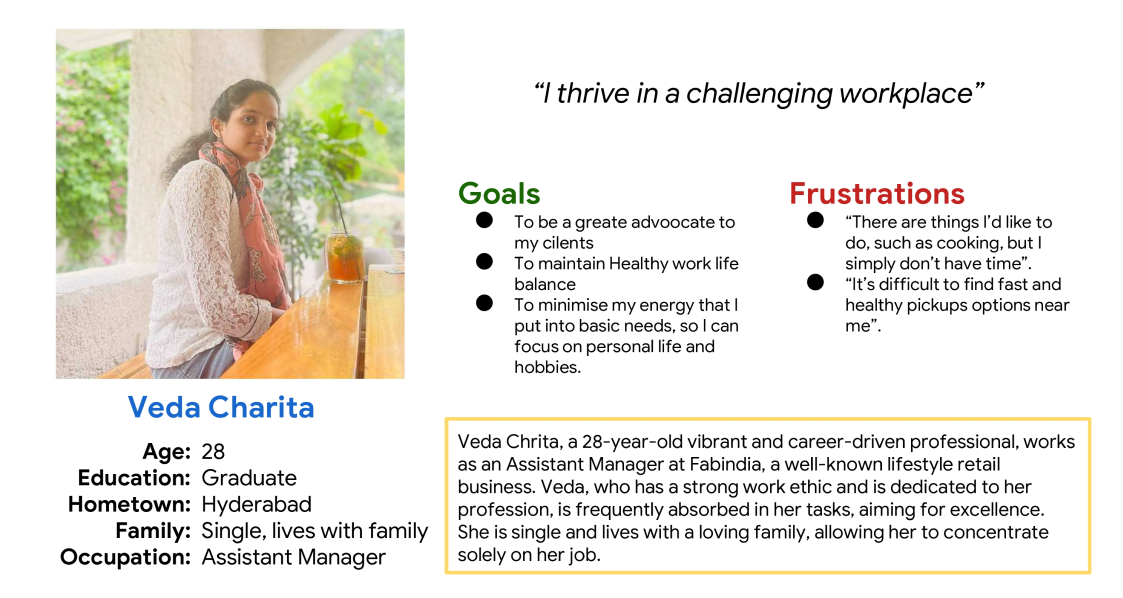 “I thrive in a challenging workplace”
Goals
● To be a greate advoocate to
my cilents
● To maintain Healthy work life
balance
● To minimise my energy that I
put into basic needs, so I can
focus on personal life and
hobbies.
Frustrations
● “There are things I’d like to
do, such as cooking, but I
simply don’t have time”.
● “It’s difficult to find fast and
healthy pickups options near
me”.
Veda Charita
Age: 28
Education: Graduate
Hometown: Hyderabad
Family: Single, lives with family
Occupation: Assistant Manager
Veda Chrita, a 28-year-old vibrant and career-driven professional, works
as an Assistant Manager at Fabindia, a well-known lifestyle retail
business. Veda, who has a strong work ethic and is dedicated to her
profession, is frequently absorbed in her tasks, aiming for excellence.
She is single and lives with a loving family, allowing her to concentrate
solely on her job.